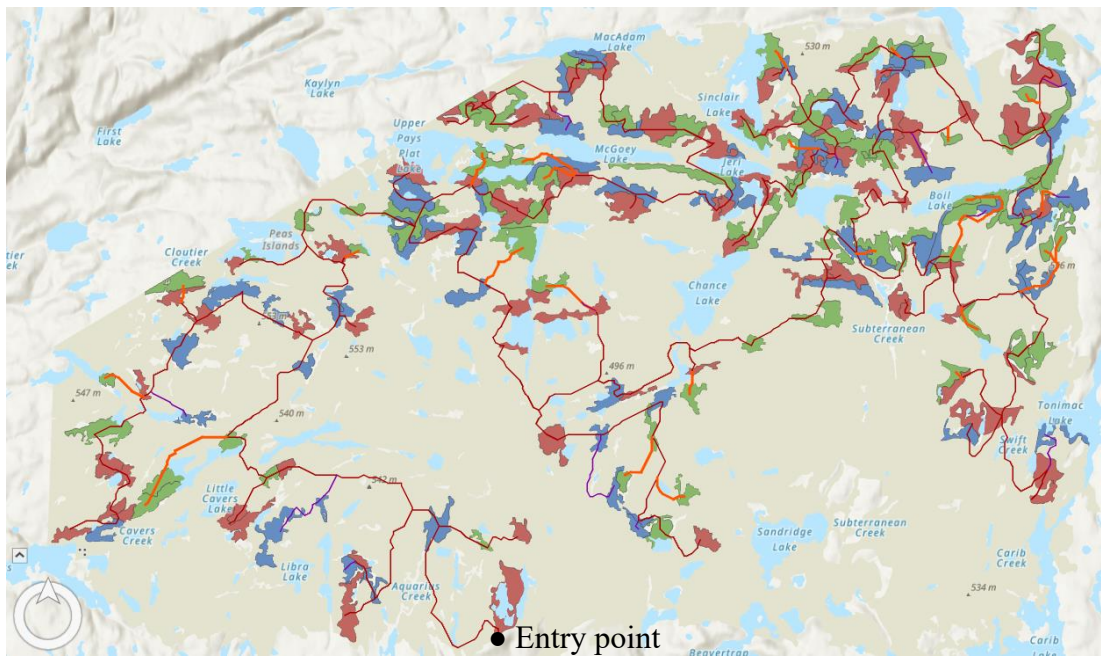 MacAdam
Lake
530 m
Kaylyn
Lake
Sinclair
Lake
First
Lake
Upper
Pays
Plat
Lake
McGoey
Lake
Jeri
Lake
Boil
Lake
Peas
Islands
Cloutier
Creek
Chance
Lake
Subterranean
Creek
553 m
496 m
547 m
540 m
Tonimac
Lake
Swift
Creek
542 m
Little
Cavers
Lake
Cavers
Creek
Sandridge
Lake
Subterranean
Creek
Libra
Lake
Aquarius
Creek
Carib
Creek
534 m
Entry point
Carib
Lake
Beavertrap